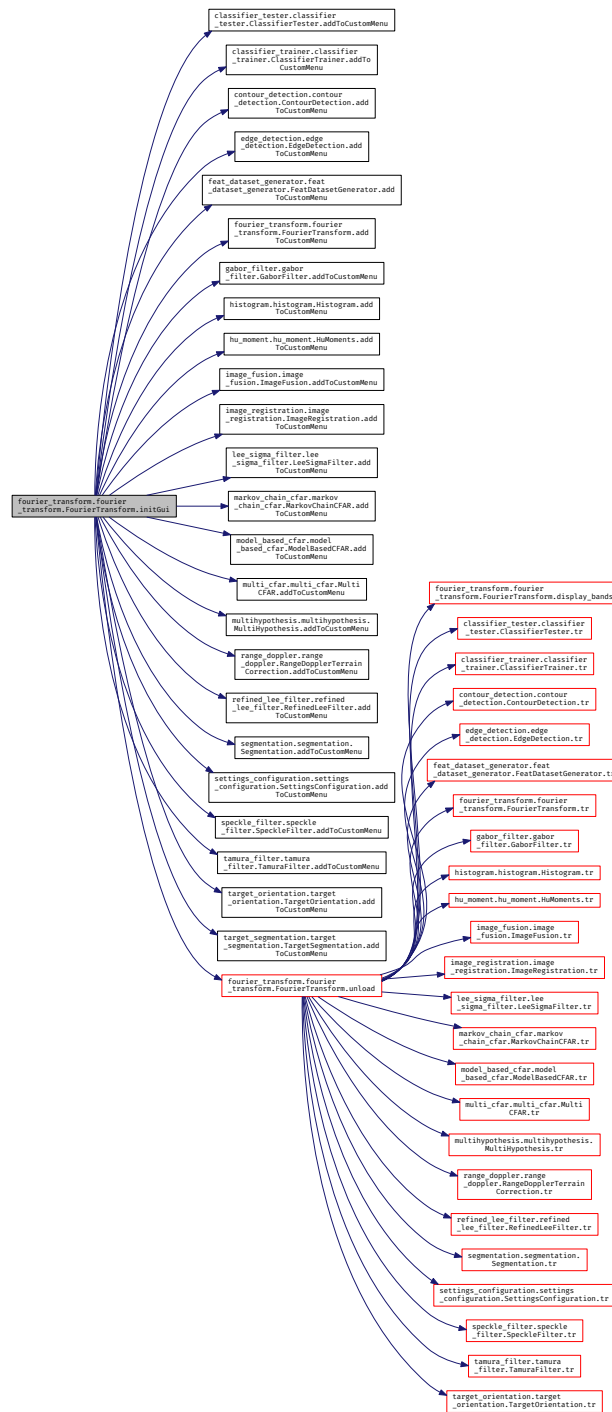 classifier_tester.classifier
_tester.ClassifierTester.addToCustomMenu
classifier_trainer.classifier
_trainer.ClassifierTrainer.addTo
CustomMenu
contour_detection.contour
_detection.ContourDetection.add
ToCustomMenu
edge_detection.edge
_detection.EdgeDetection.add
ToCustomMenu
feat_dataset_generator.feat
_dataset_generator.FeatDatasetGenerator.add
ToCustomMenu
fourier_transform.fourier
_transform.FourierTransform.add
ToCustomMenu
gabor_filter.gabor
_filter.GaborFilter.addToCustomMenu
histogram.histogram.Histogram.add
ToCustomMenu
hu_moment.hu_moment.HuMoments.add
ToCustomMenu
image_fusion.image
_fusion.ImageFusion.addToCustomMenu
image_registration.image
_registration.ImageRegistration.add
ToCustomMenu
lee_sigma_filter.lee
_sigma_filter.LeeSigmaFilter.add
ToCustomMenu
fourier_transform.fourier
_transform.FourierTransform.initGui
markov_chain_cfar.markov
_chain_cfar.MarkovChainCFAR.add
ToCustomMenu
model_based_cfar.model
_based_cfar.ModelBasedCFAR.add
ToCustomMenu
multi_cfar.multi_cfar.Multi
CFAR.addToCustomMenu
multihypothesis.multihypothesis.
MultiHypothesis.addToCustomMenu
range_doppler.range
_doppler.RangeDopplerTerrain
Correction.addToCustomMenu
refined_lee_filter.refined
_lee_filter.RefinedLeeFilter.add
ToCustomMenu
segmentation.segmentation.
Segmentation.addToCustomMenu
settings_configuration.settings
_configuration.SettingsConfiguration.add
ToCustomMenu
speckle_filter.speckle
_filter.SpeckleFilter.addToCustomMenu
tamura_filter.tamura
_filter.TamuraFilter.addToCustomMenu
target_orientation.target
_orientation.TargetOrientation.add
ToCustomMenu
target_segmentation.target
_segmentation.TargetSegmentation.add
ToCustomMenu
fourier_transform.fourier
_transform.FourierTransform.unload
fourier_transform.fourier
_transform.FourierTransform.display_bands
classifier_tester.classifier
_tester.ClassifierTester.tr
classifier_trainer.classifier
_trainer.ClassifierTrainer.tr
contour_detection.contour
_detection.ContourDetection.tr
edge_detection.edge
_detection.EdgeDetection.tr
feat_dataset_generator.feat
_dataset_generator.FeatDatasetGenerator.tr
fourier_transform.fourier
_transform.FourierTransform.tr
gabor_filter.gabor
_filter.GaborFilter.tr
histogram.histogram.Histogram.tr
hu_moment.hu_moment.HuMoments.tr
image_fusion.image
_fusion.ImageFusion.tr
image_registration.image
_registration.ImageRegistration.tr
lee_sigma_filter.lee
_sigma_filter.LeeSigmaFilter.tr
markov_chain_cfar.markov
_chain_cfar.MarkovChainCFAR.tr
model_based_cfar.model
_based_cfar.ModelBasedCFAR.tr
multi_cfar.multi_cfar.Multi
CFAR.tr
multihypothesis.multihypothesis.
MultiHypothesis.tr
range_doppler.range
_doppler.RangeDopplerTerrain
Correction.tr
refined_lee_filter.refined
_lee_filter.RefinedLeeFilter.tr
segmentation.segmentation.
Segmentation.tr
settings_configuration.settings
_configuration.SettingsConfiguration.tr
speckle_filter.speckle
_filter.SpeckleFilter.tr
tamura_filter.tamura
_filter.TamuraFilter.tr
target_orientation.target
_orientation.TargetOrientation.tr